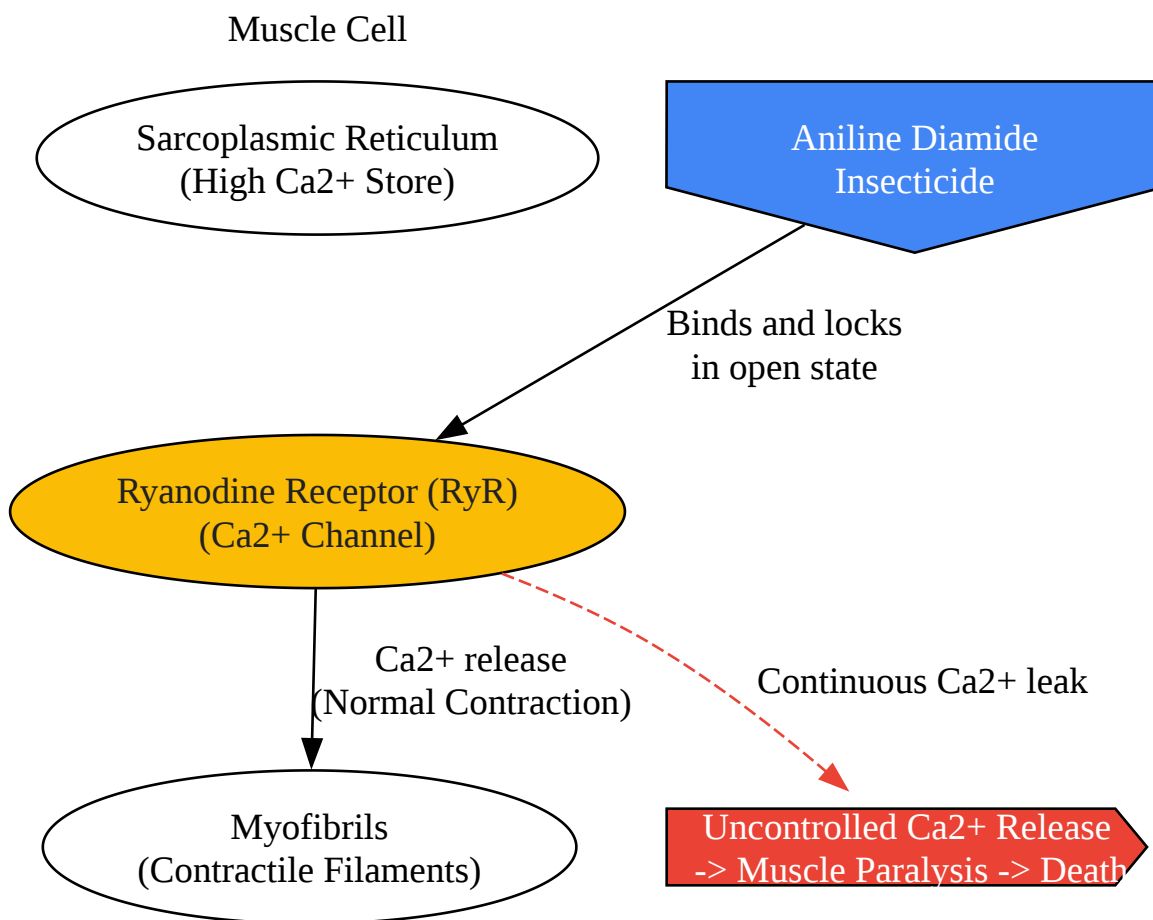 Muscle Cell
Sarcoplasmic Reticulum
(High Ca2+ Store)
Aniline Diamide
Insecticide
Binds and locks
in open state
Ryanodine Receptor (RyR)
(Ca2+ Channel)
Ca2+ release
(Normal Contraction)
Continuous Ca2+ leak
Myofibrils
(Contractile Filaments)
Uncontrolled Ca2+ Release
-> Muscle Paralysis -> Death